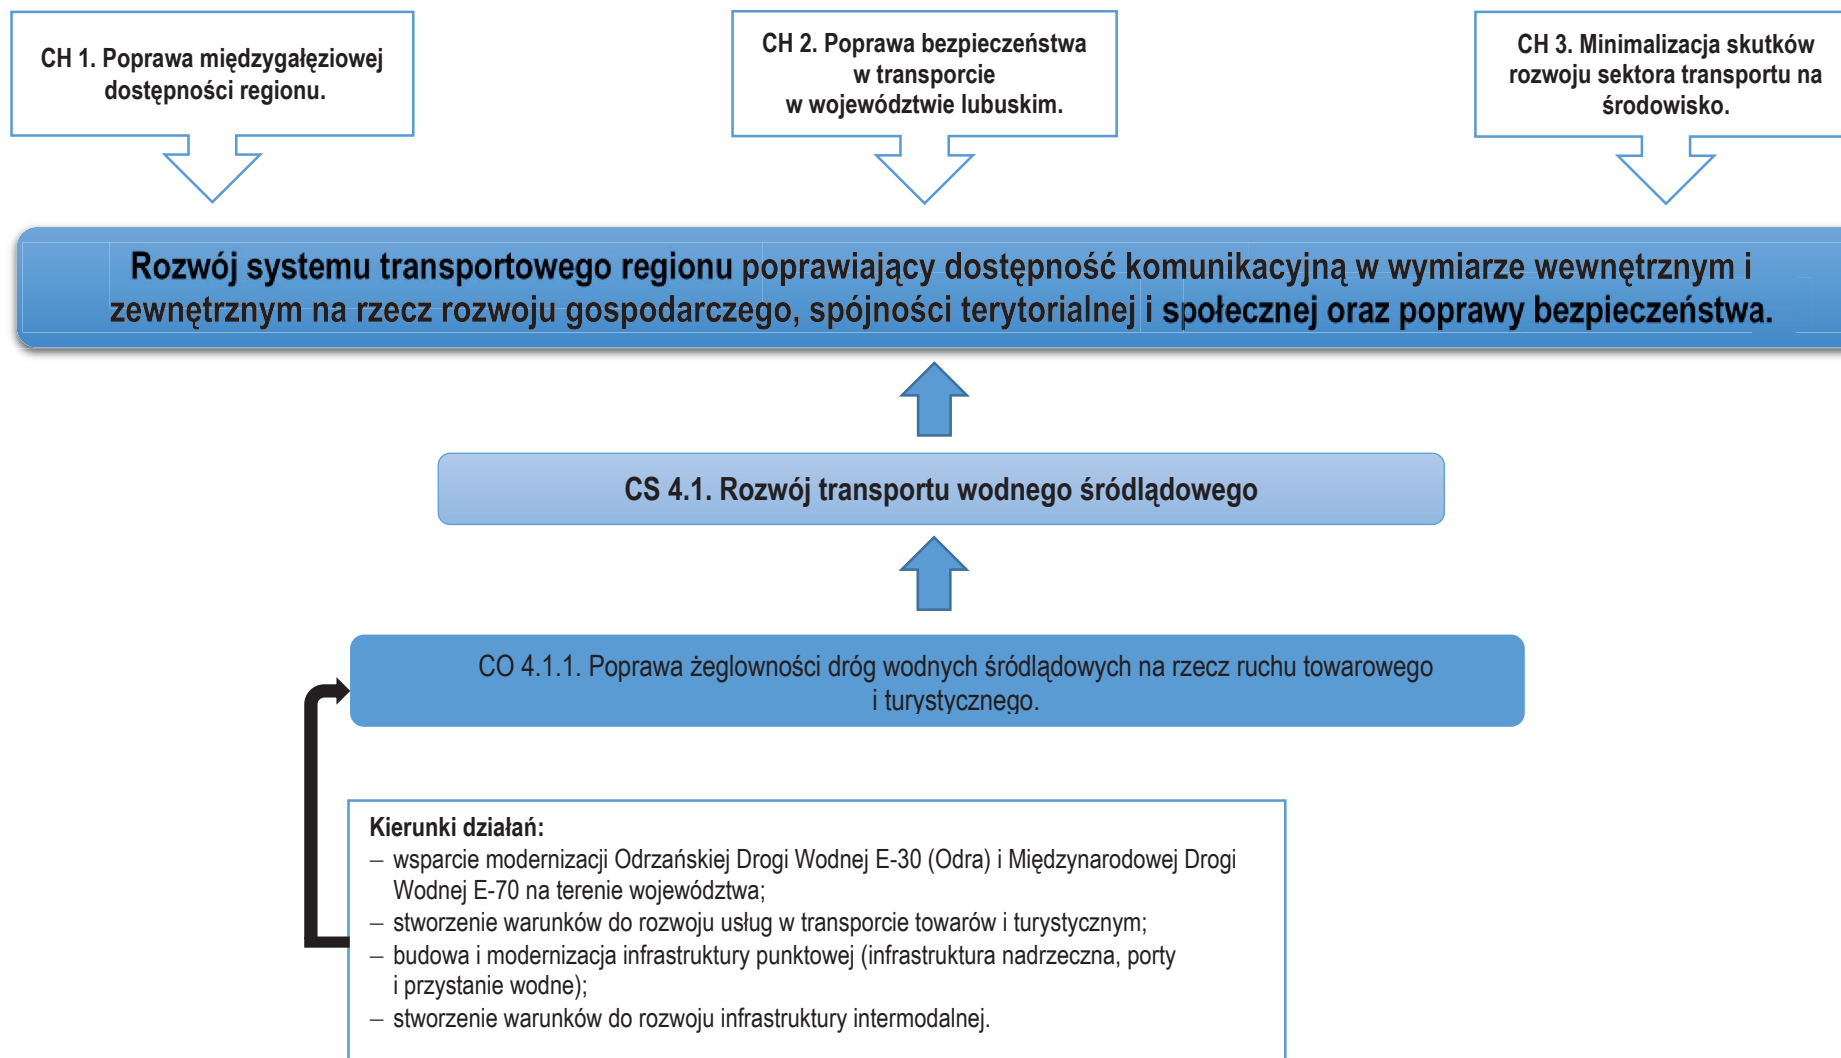 CH 1. Poprawa międzygałęziowej
dostępności regionu.
CH 2. Poprawa bezpieczeństwa
w transporcie
w województwie lubuskim.
CH 3. Minimalizacja skutków
rozwoju sektora transportu na
środowisko.
Rozwój systemu transportowego regionu poprawiający dostępność komunikacyjną w wymiarze wewnętrznym i
zewnętrznym na rzecz rozwoju gospodarczego, spójności terytorialnej i społecznej oraz poprawy bezpieczeństwa.
CS 4.1. Rozwój transportu wodnego śródlądowego
CO 4.1.1. Poprawa żeglowności dróg wodnych śródlądowych na rzecz ruchu towarowego
i turystycznego.
Kierunki działań:
– wsparcie modernizacji Odrzańskiej Drogi Wodnej E-30 (Odra) i Międzynarodowej Drogi
Wodnej E-70 na terenie województwa;
– stworzenie warunków do rozwoju usług w transporcie towarów i turystycznym;
– budowa i modernizacja infrastruktury punktowej (infrastruktura nadrzeczna, porty
i przystanie wodne);
– stworzenie warunków do rozwoju infrastruktury intermodalnej.